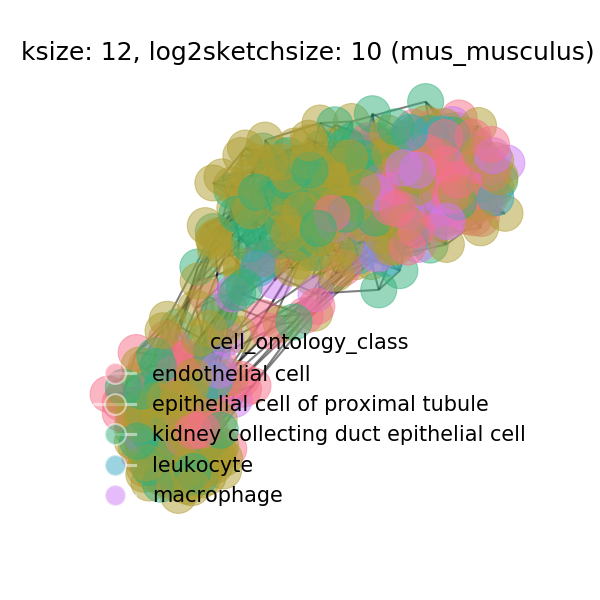 ksize: 12, log2sketchsize: 10 (mus_musculus)
cell_ontology_class
endothelial cell
epithelial cell of proximal tubule
kidney collecting duct epithelial cell
leukocyte
macrophage